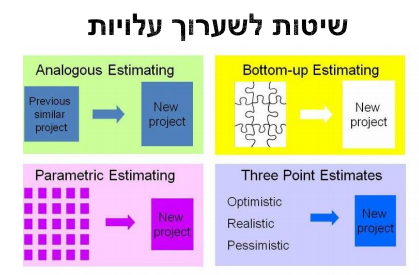 שיטות לשערוך עלויות
Analogous Estimating
Previous
similar
project
New
project
Bottom-up Estimating
New
project
Parametric Estimating
New
project
Three Point Estimates
Optimistic
Realistic
Pessimistic
New
project